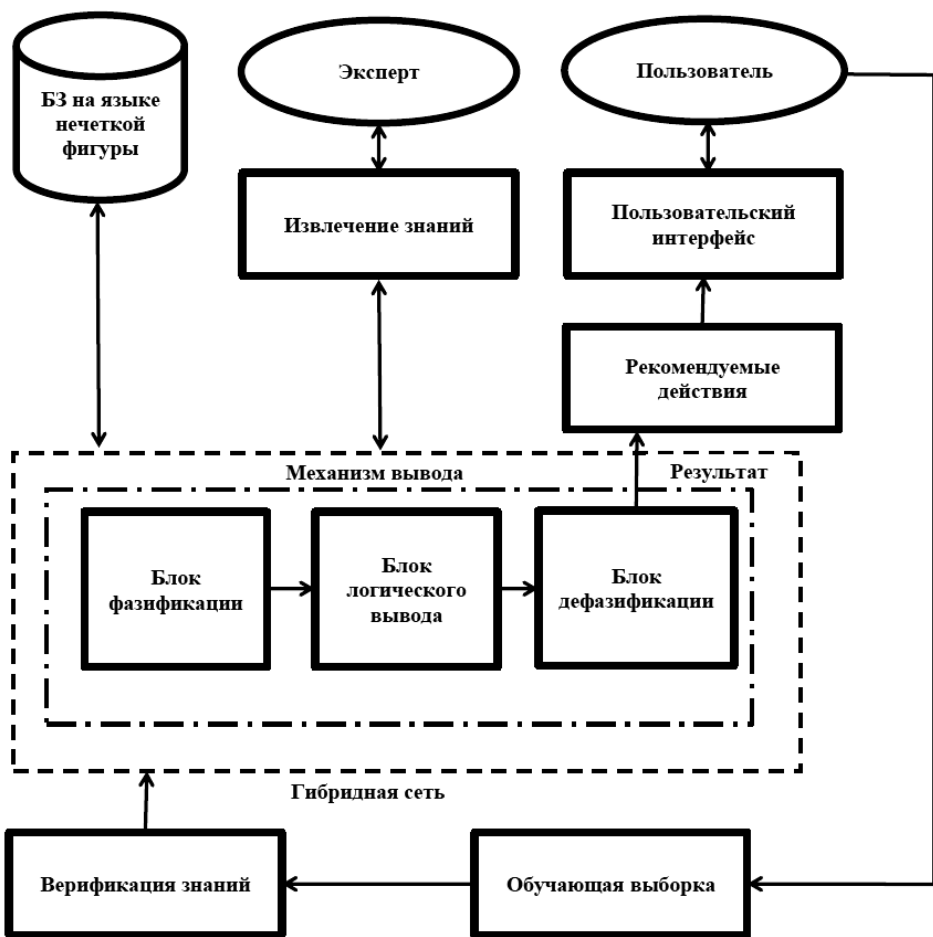 БЗ на языке
нечеткой
фигуры
Эксперт
Пользователь
Извлечение знаний
Пользовательский
интерфейс
Рекомендуемые
действия
Механизм вывода
Результат
Блок
фазификации
Блок
логического
вывода
Блок
дефазификации
Гибридная сеть
Верификация знаний
Обучающая выборка